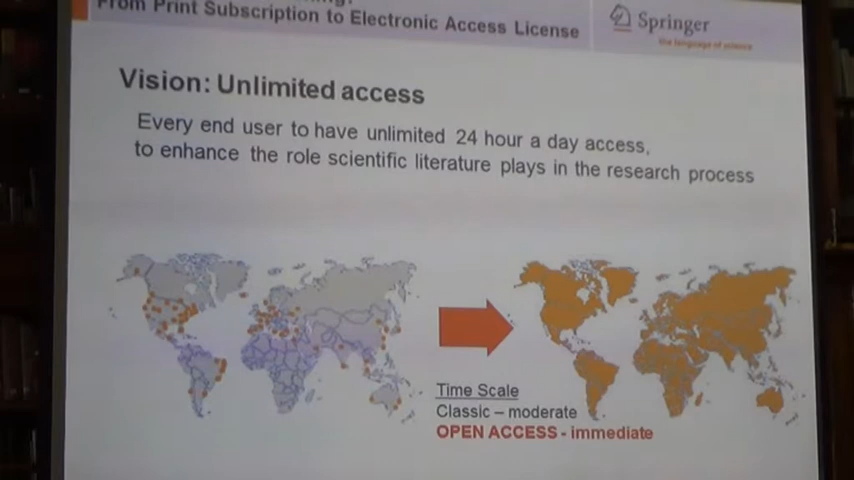 From Print Subscription to Electronic Access License
Springer
the language of science
Vision: Unlimited access
Every end user to have unlimited 24 hour a day access,
to enhance the role scientific literature plays in the research process
Time Scale
Classic – moderate
OPEN ACCESS - immediate